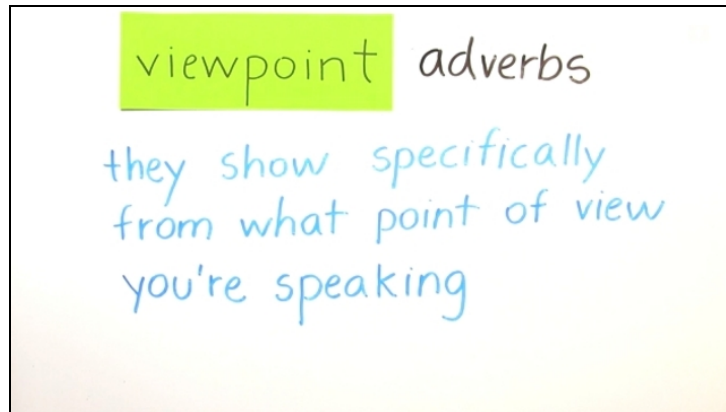 viewpoint adverbs
they show specifically
from what point of view
you're speaking